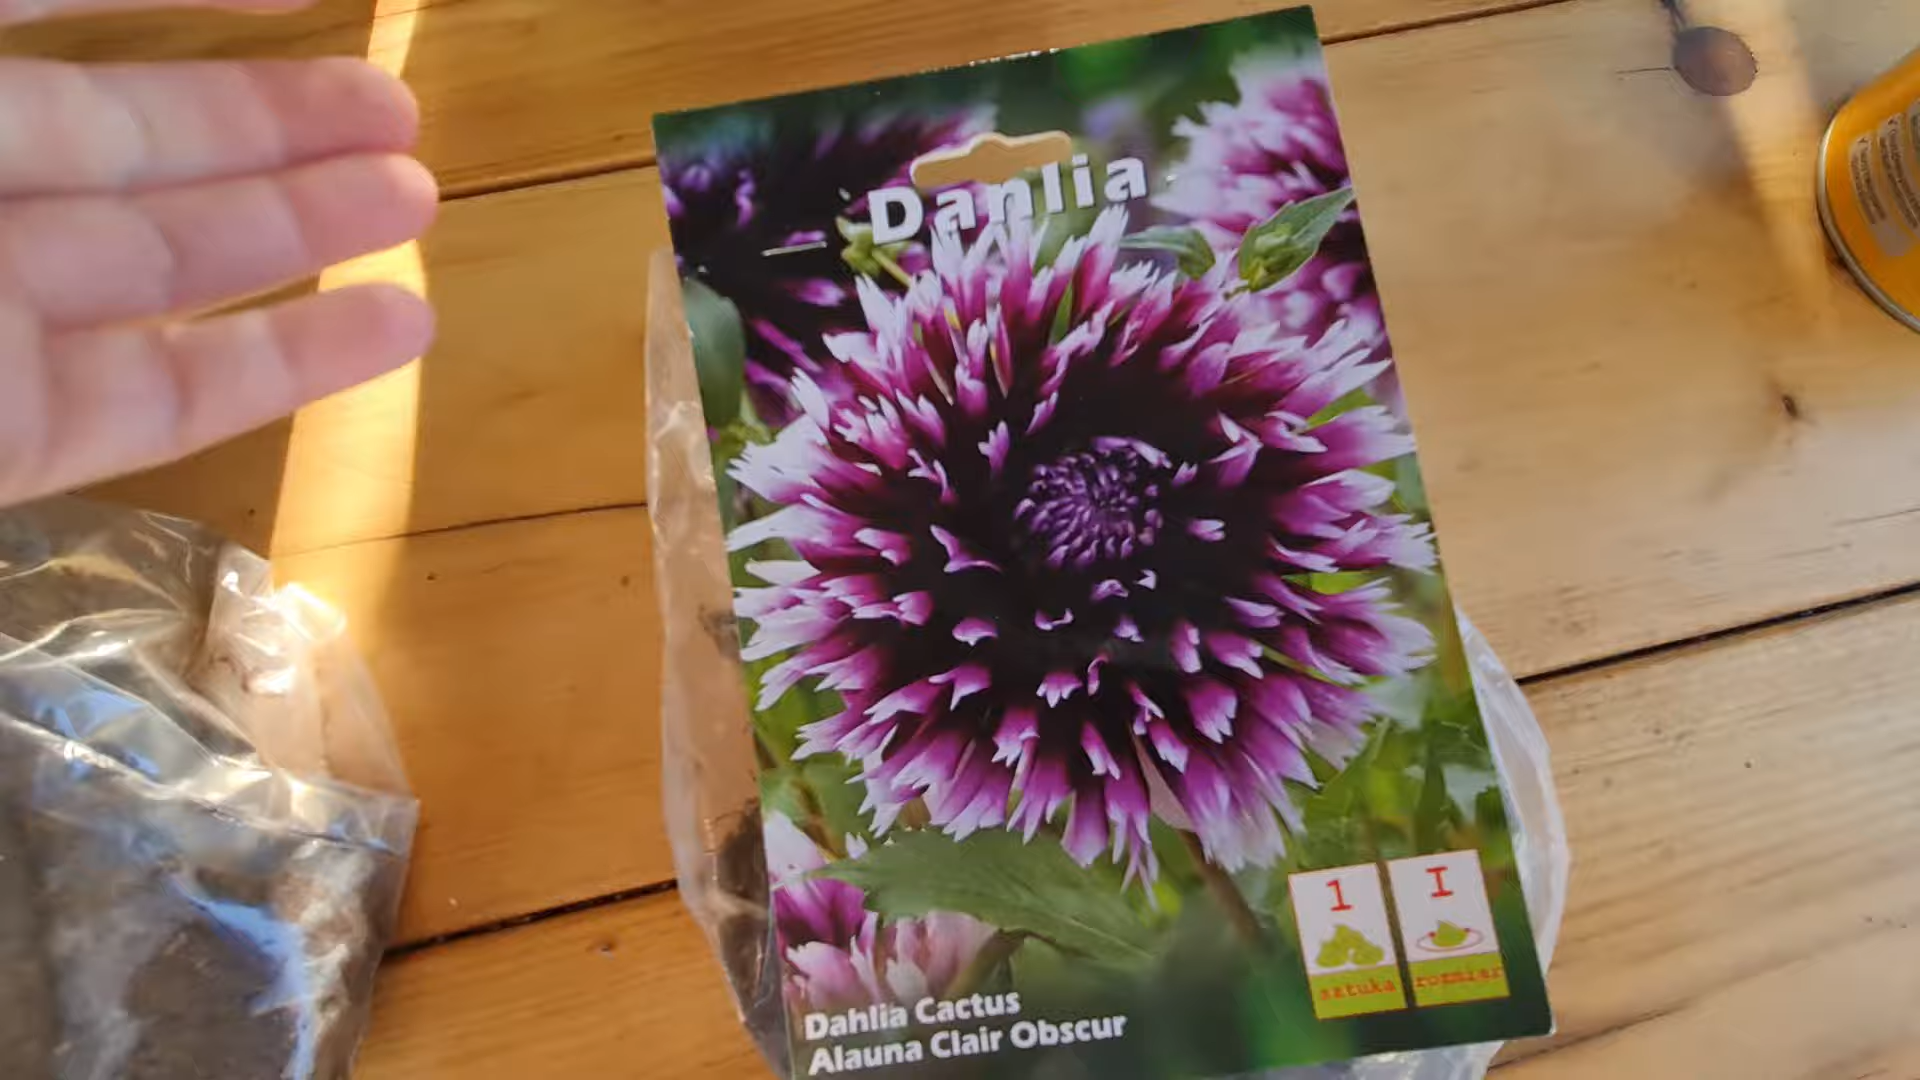 Dahlia
1
I
sztuka
rozmiar
Dahlia Cactus
Alauna Clair Obscur